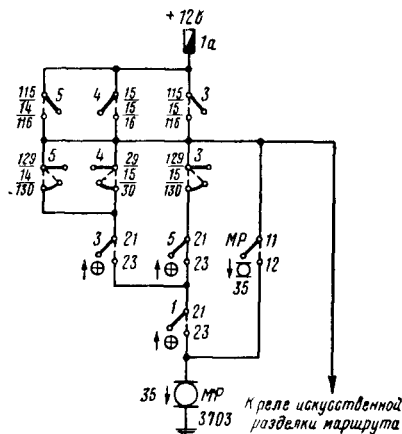 +12в
1а
115 5 4 15 115 3
14 15 15
116 16 116
129 5 4 29 129 3
14 15 15
130 30 130
3 21 5 21 МР 11
23 23 35 12
1 21
23
35 МР
3703
К реле искусственной
разделки маршрута